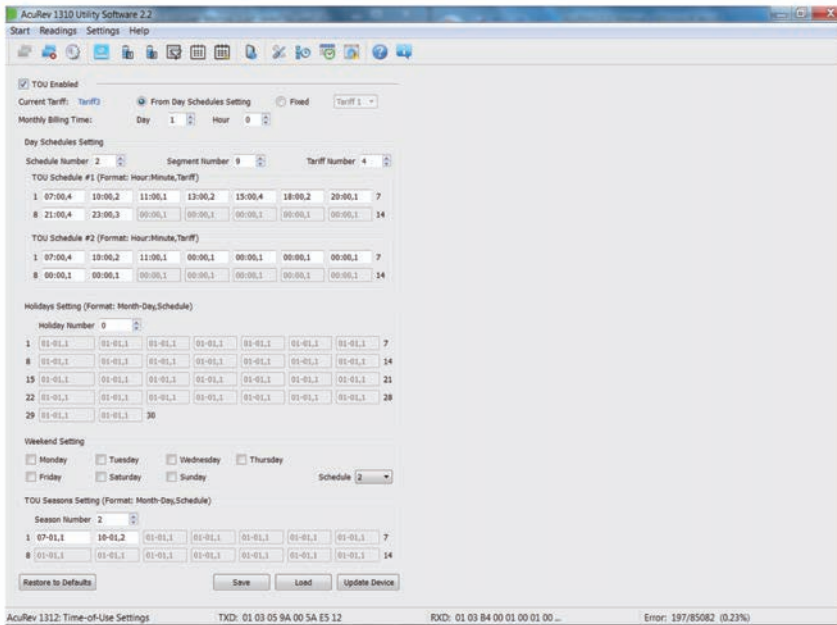 AcuRev 1310 Utility Software 2.2
Start Readings Settings Help
TOU Enabled
Current Tariff: Tariff3 From Day Schedules Setting Fixed Tariff 1
Monthly Billing Time: Day 1 Hour 0
Day Schedules Setting
Schedule Number 2 Segment Number 9 Tariff Number 4
TOU Schedule #1 (Format: Hour:Minute,Tariff)
1 07:00,4 10:00,2 11:00,1 13:00,2 15:00,4 18:00,2 20:00,1 7
8 21:00,4 23:00,3 00:00,1 00:00,1 00:00,1 00:00,1 00:00,1 14
TOU Schedule #2 (Format: Hour:Minute,Tariff)
1 07:00,4 10:00,2 11:00,1 00:00,1 00:00,1 00:00,1 00:00,1 7
8 00:00,1 00:00,1 00:00,1 00:00,1 00:00,1 00:00,1 00:00,1 14
Holidays Setting (Format: Month-Day,Schedule)
Holiday Number 0
1 01-01,1 01-01,1 01-01,1 01-01,1 01-01,1 01-01,1 01-01,1 7
8 01-01,1 01-01,1 01-01,1 01-01,1 01-01,1 01-01,1 01-01,1 14
15 01-01,1 01-01,1 01-01,1 01-01,1 01-01,1 01-01,1 01-01,1 21
22 01-01,1 01-01,1 01-01,1 01-01,1 01-01,1 01-01,1 01-01,1 28
29 01-01,1 01-01,1 30
Weekend Setting
Monday Tuesday Wednesday Thursday
Friday Saturday Sunday Schedule 2
TOU Seasons Setting (Format: Month-Day,Schedule)
Season Number 2
1 07-01,1 10-01,2 01-01,1 01-01,1 01-01,1 01-01,1 01-01,1 7
8 01-01,1 01-01,1 01-01,1 01-01,1 01-01,1 01-01,1 01-01,1 14
Restore to Defaults Save Load Update Device
AcuRev 1312: Time-of-Use Settings TXD: 01 03 05 9A 00 5A E5 12 RXD: 01 03 B4 00 01 00 01 00 ... Error: 197/85082 (0.23%)